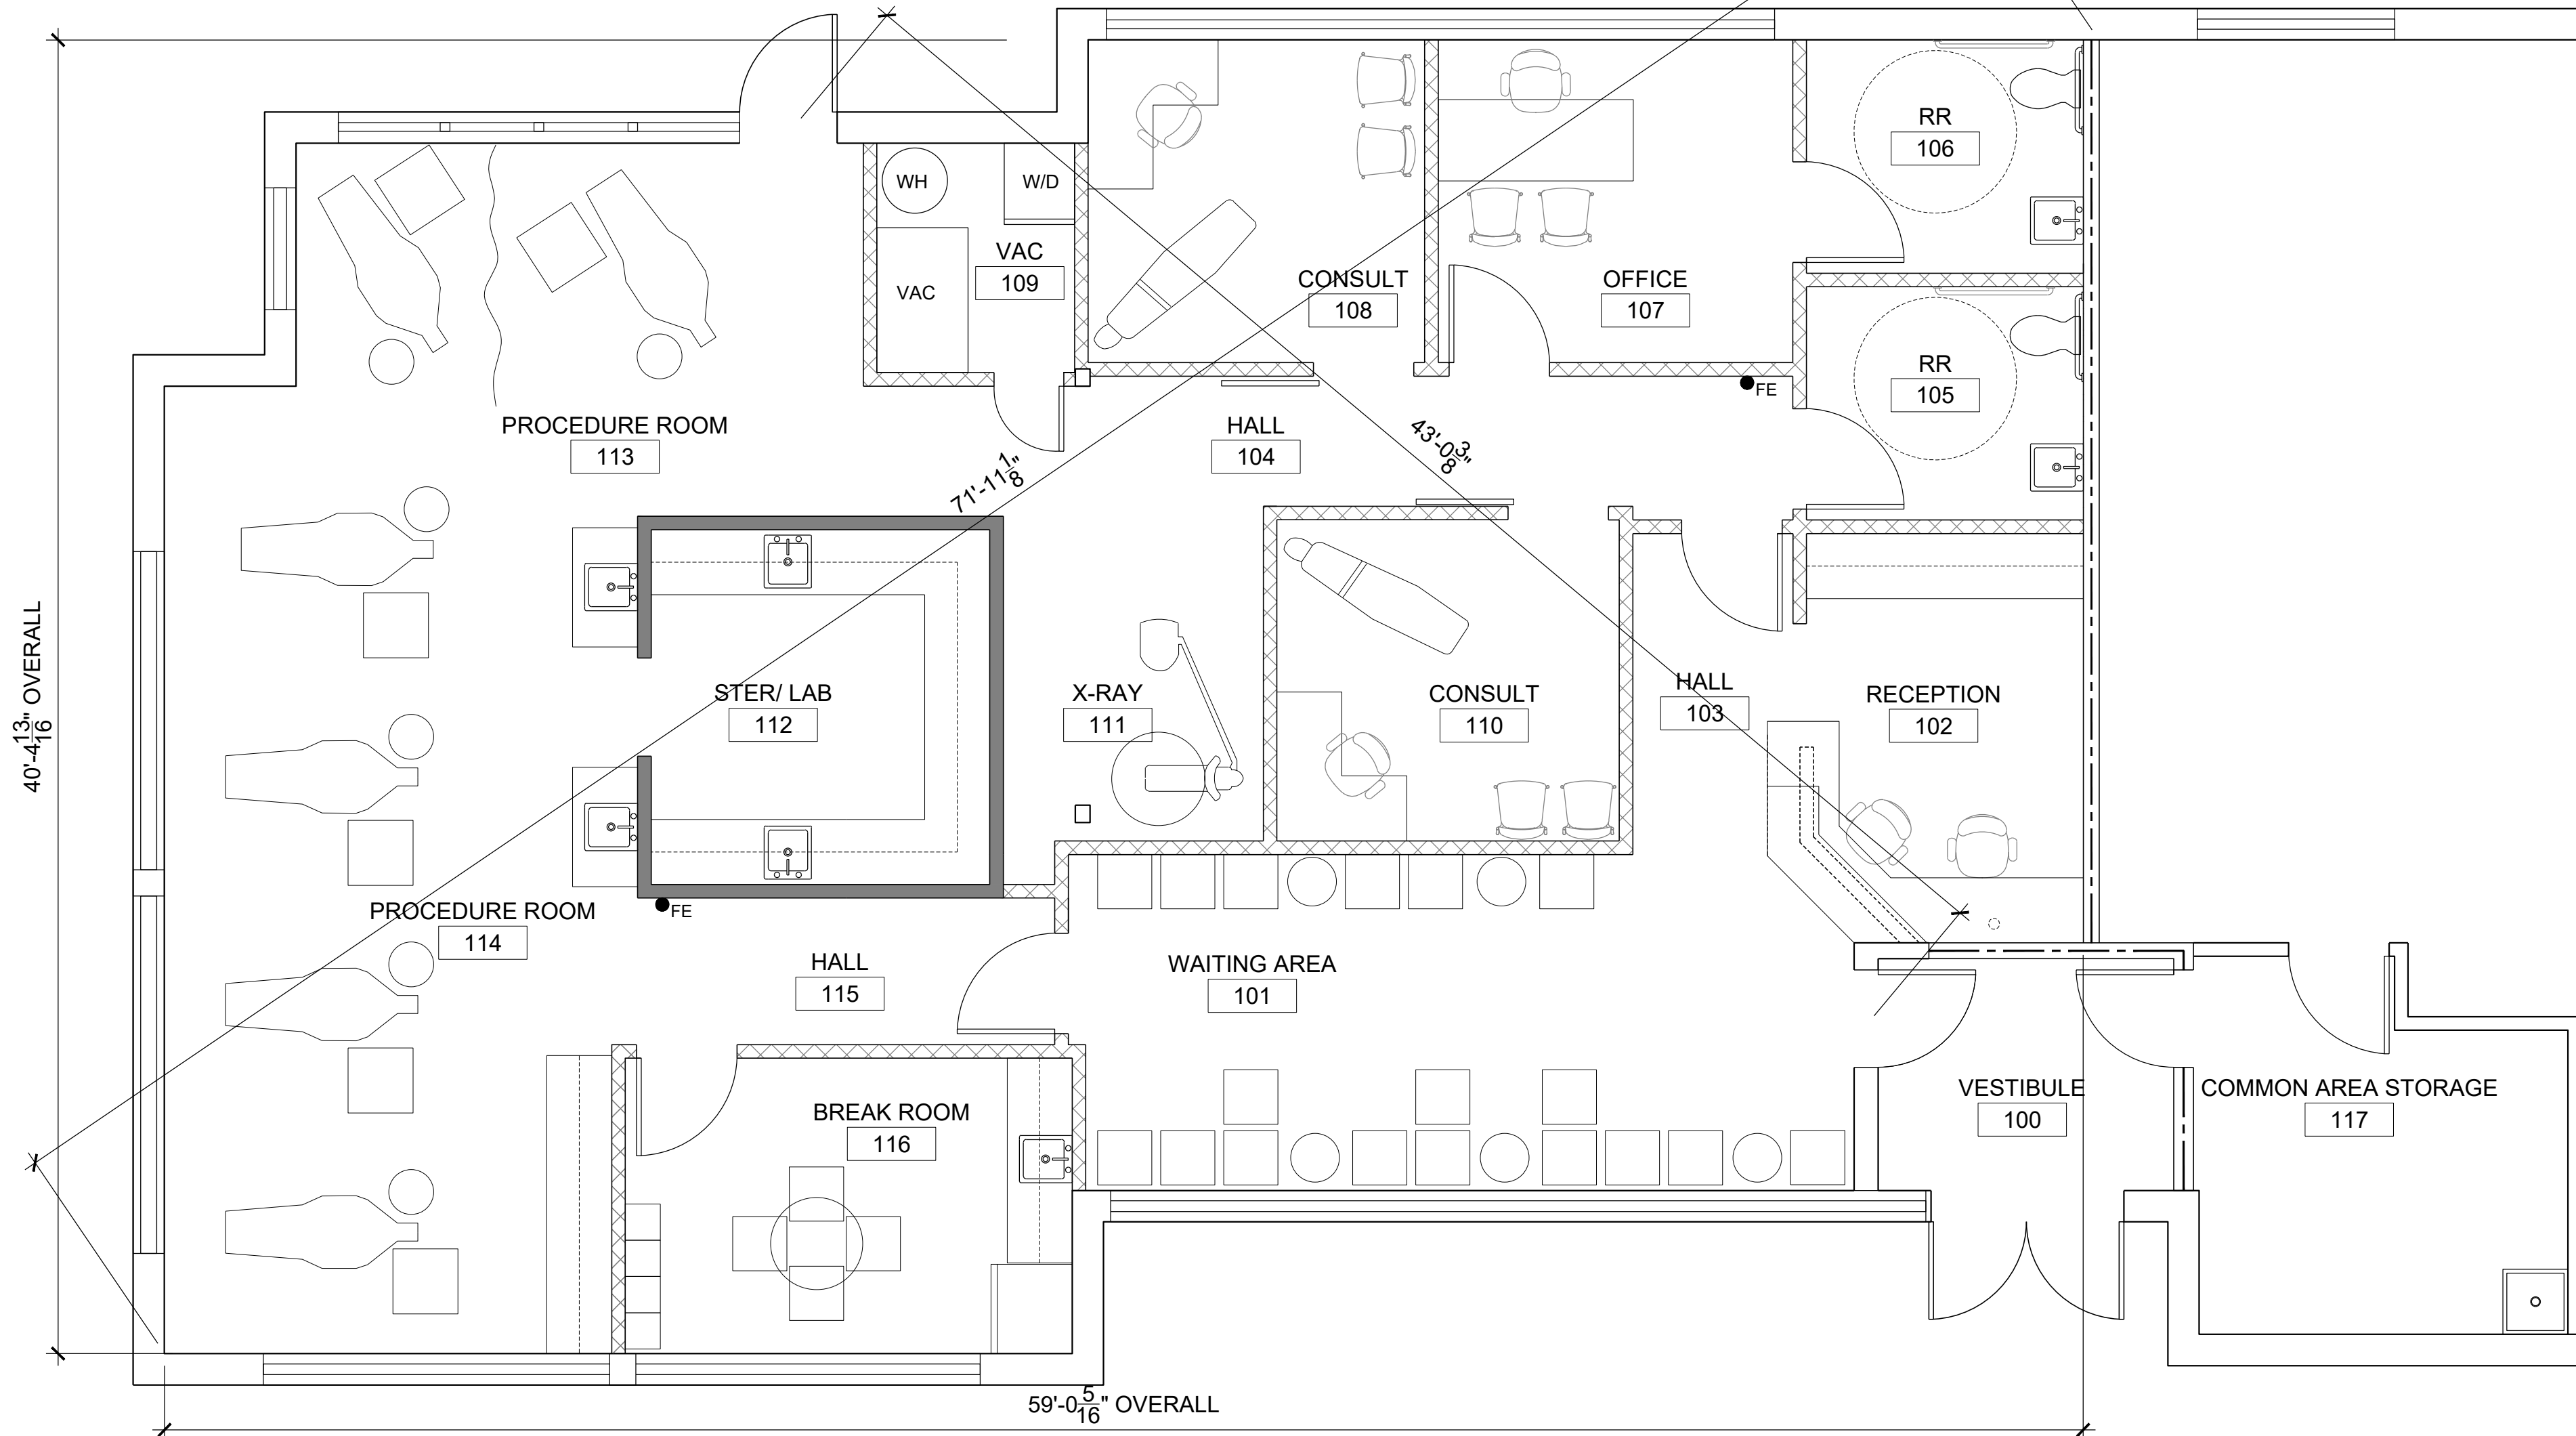 RR
106
WH
W/D
VAC
109
VAC
CONSULT
108
OFFICE
107
RR
105
FE
PROCEDURE ROOM
113
HALL
104
43'-0 3/8"
71'-11 1/8"
40'-4 13/16" OVERALL
STER/ LAB
112
X-RAY
111
CONSULT
110
HALL
103
RECEPTION
102
PROCEDURE ROOM
114
FE
HALL
115
WAITING AREA
101
BREAK ROOM
116
VESTIBULE
100
COMMON AREA STORAGE
117
59'-0 5/16" OVERALL